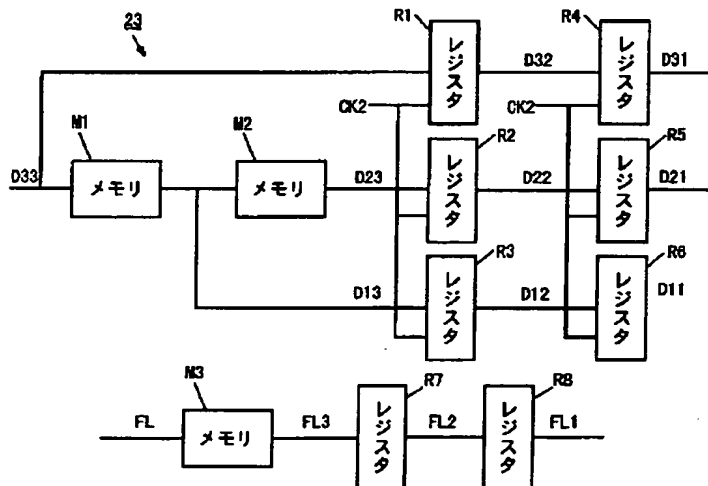 23
R1
R4
レジスタ
レジスタ
D32
D31
CK2
CK2
M1
M2
R2
R5
D33
メモリ
メモリ
D23
レジスタ
D22
レジスタ
D21
R3
R6
D13
レジスタ
D12
レジスタ
D11
M3
R7
R8
FL
メモリ
FL3
レジスタ
FL2
レジスタ
FL1